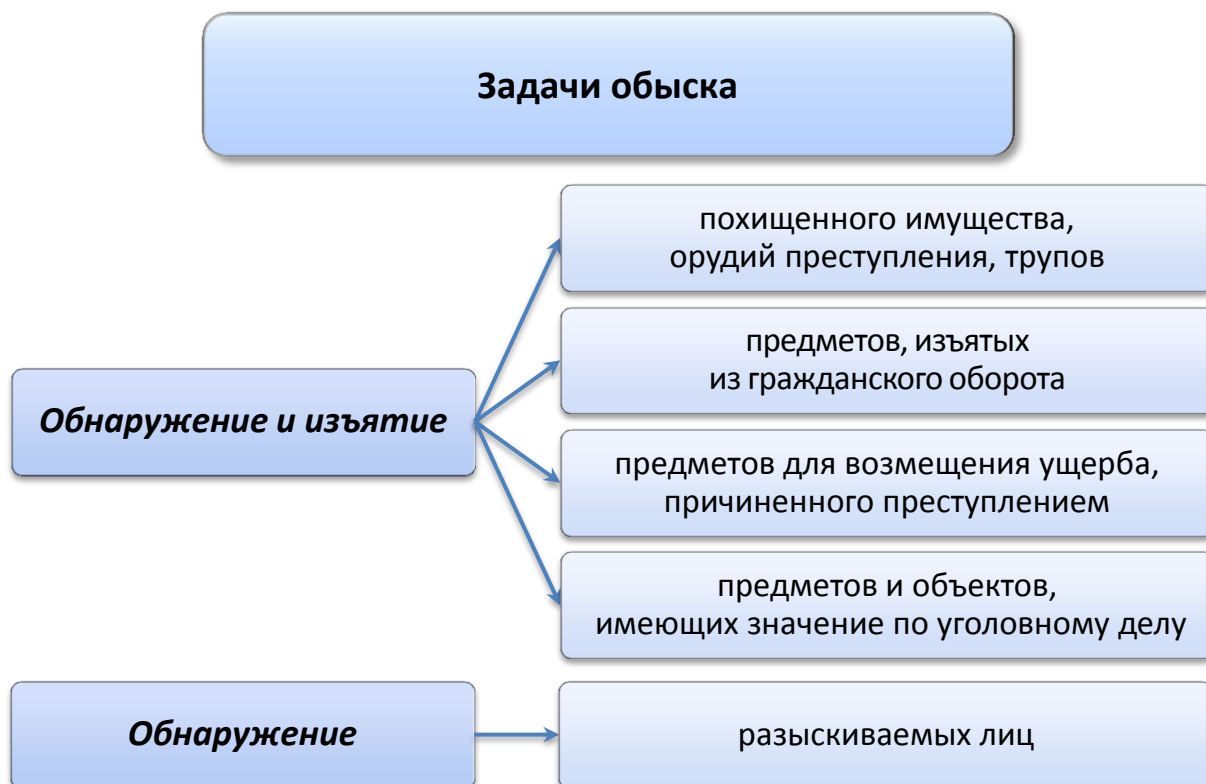 Задачи обыска
похищенного имущества,
орудий преступления, трупов
предметов, изъятых
из гражданского оборота
Обнаружение и изъятие
предметов для возмещения ущерба,
причиненного преступлением
предметов и объектов,
имеющих значение по уголовному делу
Обнаружение
разыскиваемых лиц